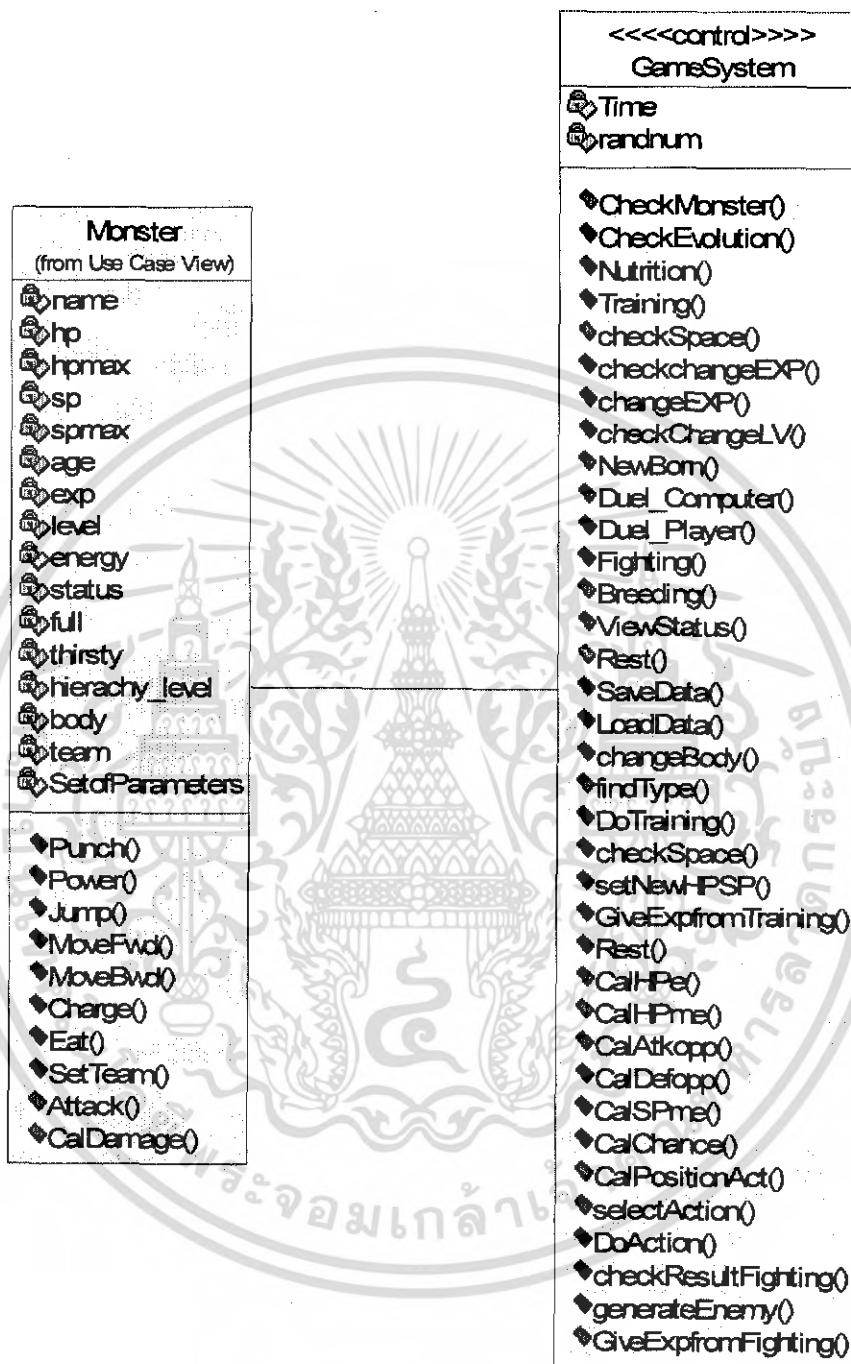 Monster
(from Use Case View)
name
hp
hpmax
sp
spmax
age
exp
level
energy
status
full
thirsty
hierachy_level
body
team
SetofParameters
Punch()
Power()
Jump()
MoveFwd()
MoveBwd()
Charge()
Eat()
SetTeam()
Attack()
CalDamage()
<<<<control>>>>
GameSystem
Time
randnum
CheckMonster()
CheckEvolution()
Nutrition()
Training()
checkSpace()
checkchangeEXP()
changeEXP()
checkChangeLV()
NewBorn()
Duel_Computer()
Duel_Player()
Fighting()
Breeding()
ViewStatus()
Rest()
SaveData()
LoadData()
changeBody()
findType()
DoTraining()
checkSpace()
setNewHPSP()
GiveExpfromTraining()
Rest()
CalHPe()
CalHPme()
CalAtkopp()
CalDefopp()
CalSPme()
CalChance()
CalPositionAct()
selectAction()
DoAction()
checkResultFighting()
generateEnemy()
GiveExpfromFighting()